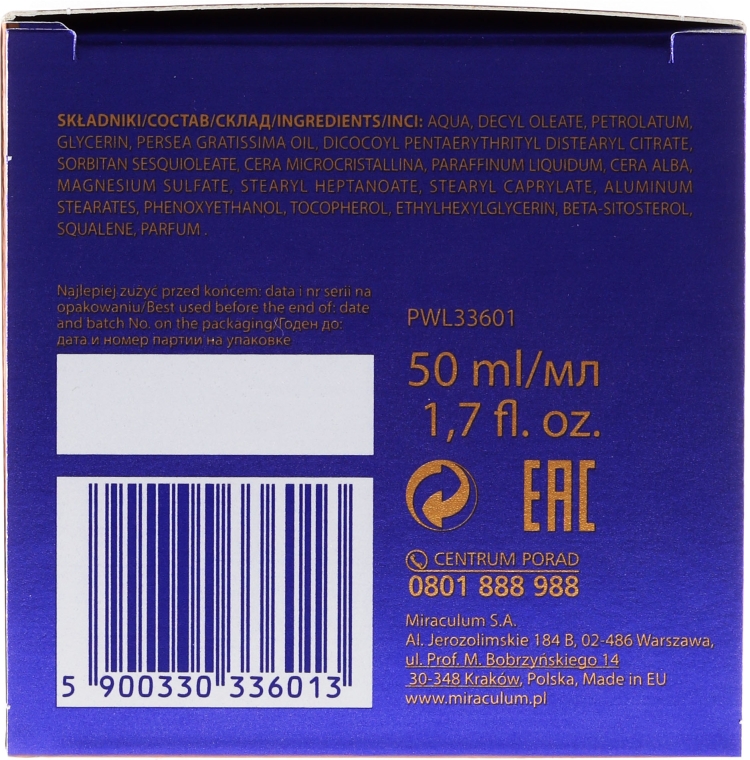 SKŁADNIKI/СОСТАВ/СКЛАД/INGREDIENTS/INCI: AQUA, DECYL OLEATE, PETROLATUM,
GLYCERIN, PERSEA GRATISSIMA OIL, DICOCOYL PENTAERYTHRITYL DISTEARYL CITRATE,
SORBITAN SESQUIOLEATE, CERA MICROCRISTALLINA, PARAFFINUM LIQUIDUM, CERA ALBA,
MAGNESIUM SULFATE, STEARYL HEPTANOATE, STEARYL CAPRYLATE, ALUMINUM
STEARATES, PHENOXYETHANOL, TOCOPHEROL, ETHYLHEXYLGLYCERIN, BETA-SITOSTEROL,
SQUALENE, PARFUM .
Najlepiej zużyć przed końcem: data i nr serii na
opakowaniu/Best used before the end of: date
and batch No. on the packaging/Годен до:
дата и номер партии на упаковке
PWL33601
50 ml/мл
1,7 fl. oz.
EAC
CENTRUM PORAD
0801 888 988
Miraculum S.A.
Al. Jerozolimskie 184 B, 02-486 Warszawa,
ul. Prof. M. Bobrzyńskiego 14
30-348 Kraków, Polska, Made in EU
www.miraculum.pl
5 900330 336013